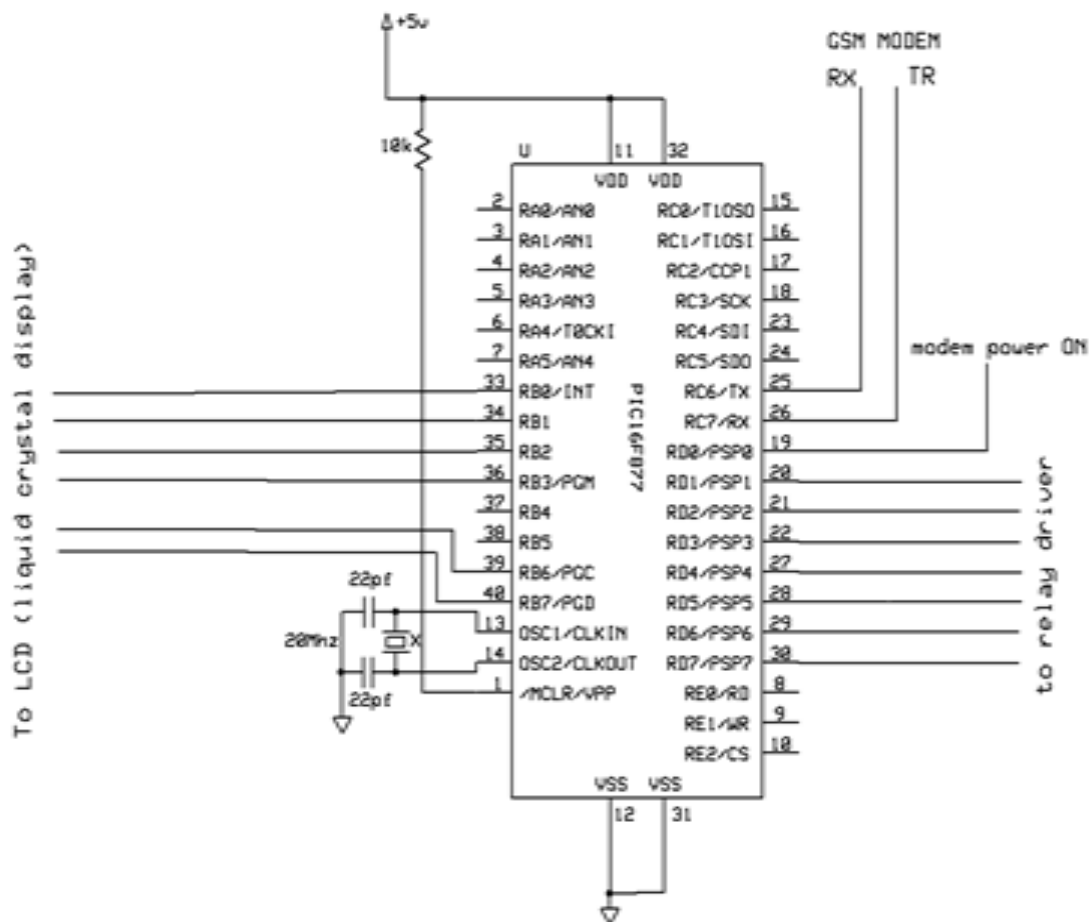 +5v
GSM MODEM
RX TR
10k
U
11 32
VDD VDD
2 RA0/AN0
3 RA1/AN1
4 RA2/AN2
5 RA3/AN3
6 RA4/T0CKI
7 RA5/AN4
33 RB0/INT
34 RB1
35 RB2
36 RB3/PGM
37 RB4
38 RB5
39 RB6/PGC
40 RB7/PGD
13 OSC1/CLKIN
14 OSC2/CLKOUT
1 /MCLR/VPP
PIC16F877
RC0/T1OSO 15
RC1/T1OSI 16
RC2/CCP1 17
RC3/SCK 18
RC4/SDI 23
RC5/SDO 24
RC6/TX 25
RC7/RX 26
RD0/PSP0 19
RD1/PSP1 20
RD2/PSP2 21
RD3/PSP3 22
RD4/PSP4 27
RD5/PSP5 28
RD6/PSP6 29
RD7/PSP7 30
RE0/RD 8
RE1/WR 9
RE2/CS 10
VSS VSS
12 31
modem power ON
to relay driver
To LCD (liquid crystal display)
22pf
20Mhz X
22pf